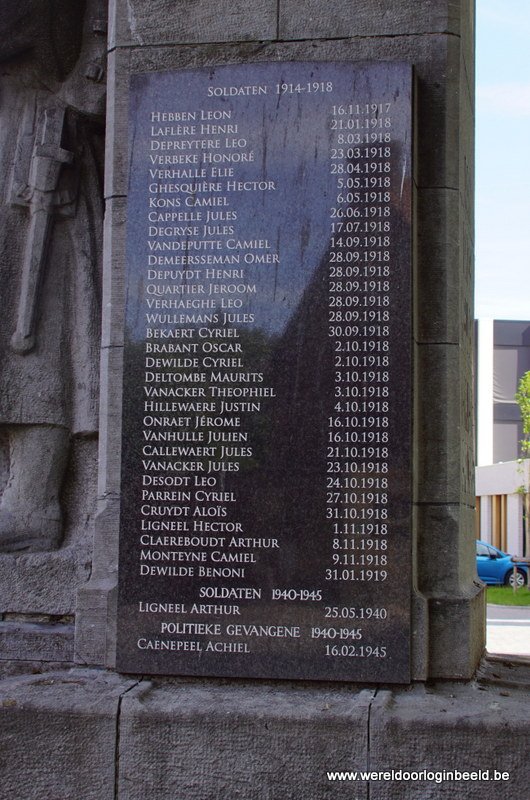 SOLDATEN 1914-1918
HEBBEN LEON 16.11.1917
LAFLÈRE HENRI 21.01.1918
DEPREYTERE LEO 8.03.1918
VERBEKE HONORÉ 23.03.1918
VERHALLE ELIE 28.04.1918
GHESQUIÈRE HECTOR 5.05.1918
KONS CAMIEL 6.05.1918
CAPPELLE JULES 26.06.1918
DEGRYSE JULES 17.07.1918
VANDEPUTTE CAMIEL 14.09.1918
DEMEERSSEMAN OMER 28.09.1918
DEPUYDT HENRI 28.09.1918
QUARTIER JEROOM 28.09.1918
VERHAEGHE LEO 28.09.1918
WULLEMANS JULES 28.09.1918
BEKAERT CYRIEL 30.09.1918
BRABANT OSCAR 2.10.1918
DEWILDE CYRIEL 2.10.1918
DELTOMBE MAURITS 3.10.1918
VANACKER THEOPHIEL 3.10.1918
HILLEWAERE JUSTIN 4.10.1918
ONRAET JÉROME 16.10.1918
VANHULLE JULIEN 16.10.1918
CALLEWAERT JULES 21.10.1918
VANACKER JULES 23.10.1918
DESODT LEO 24.10.1918
PARREIN CYRIEL 27.10.1918
CRUYDT ALOÏS 31.10.1918
LIGNEEL HECTOR 1.11.1918
CLAEREBOUDT ARTHUR 8.11.1918
MONTEYNE CAMIEL 9.11.1918
DEWILDE BENONI 31.01.1919
SOLDATEN 1940-1945
LIGNEEL ARTHUR 25.05.1940
POLITIEKE GEVANGENE 1940-1945
CAËNEPEEL ACHIEL 16.02.1945
www.wereldoorloginbeeld.be